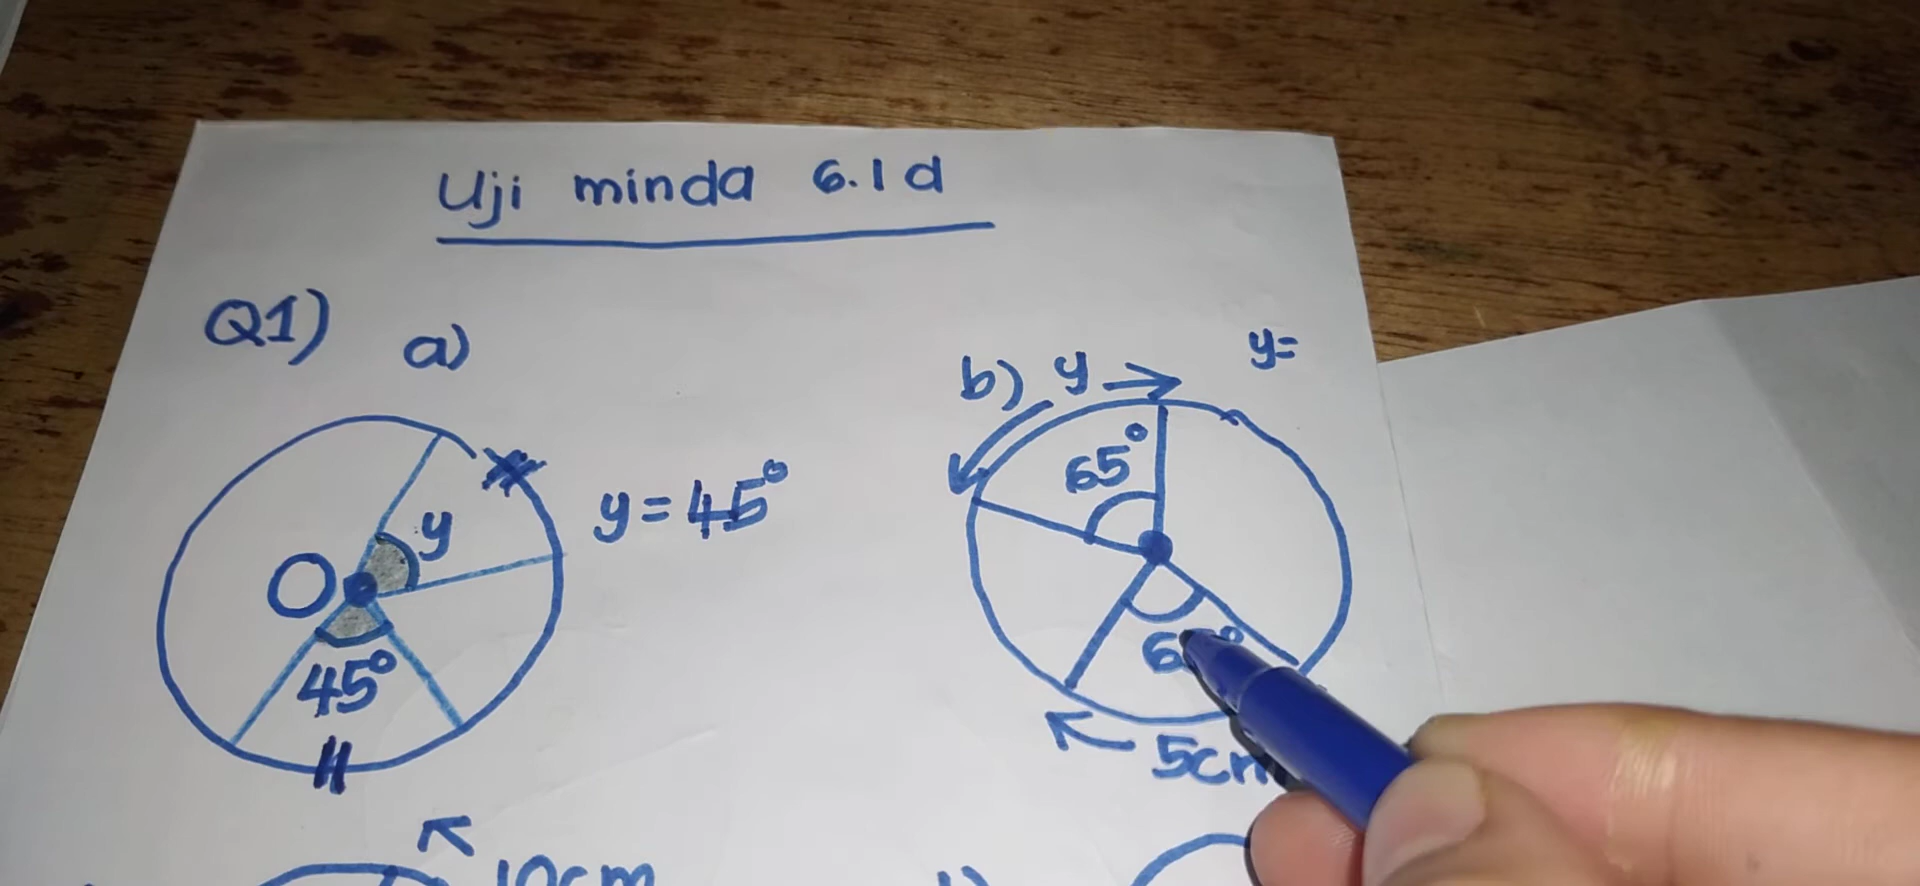 Uji minda 6.1d
Q1) a)
y
45°
O
y = 45°
b) y
y=
65°
5cm
10cm